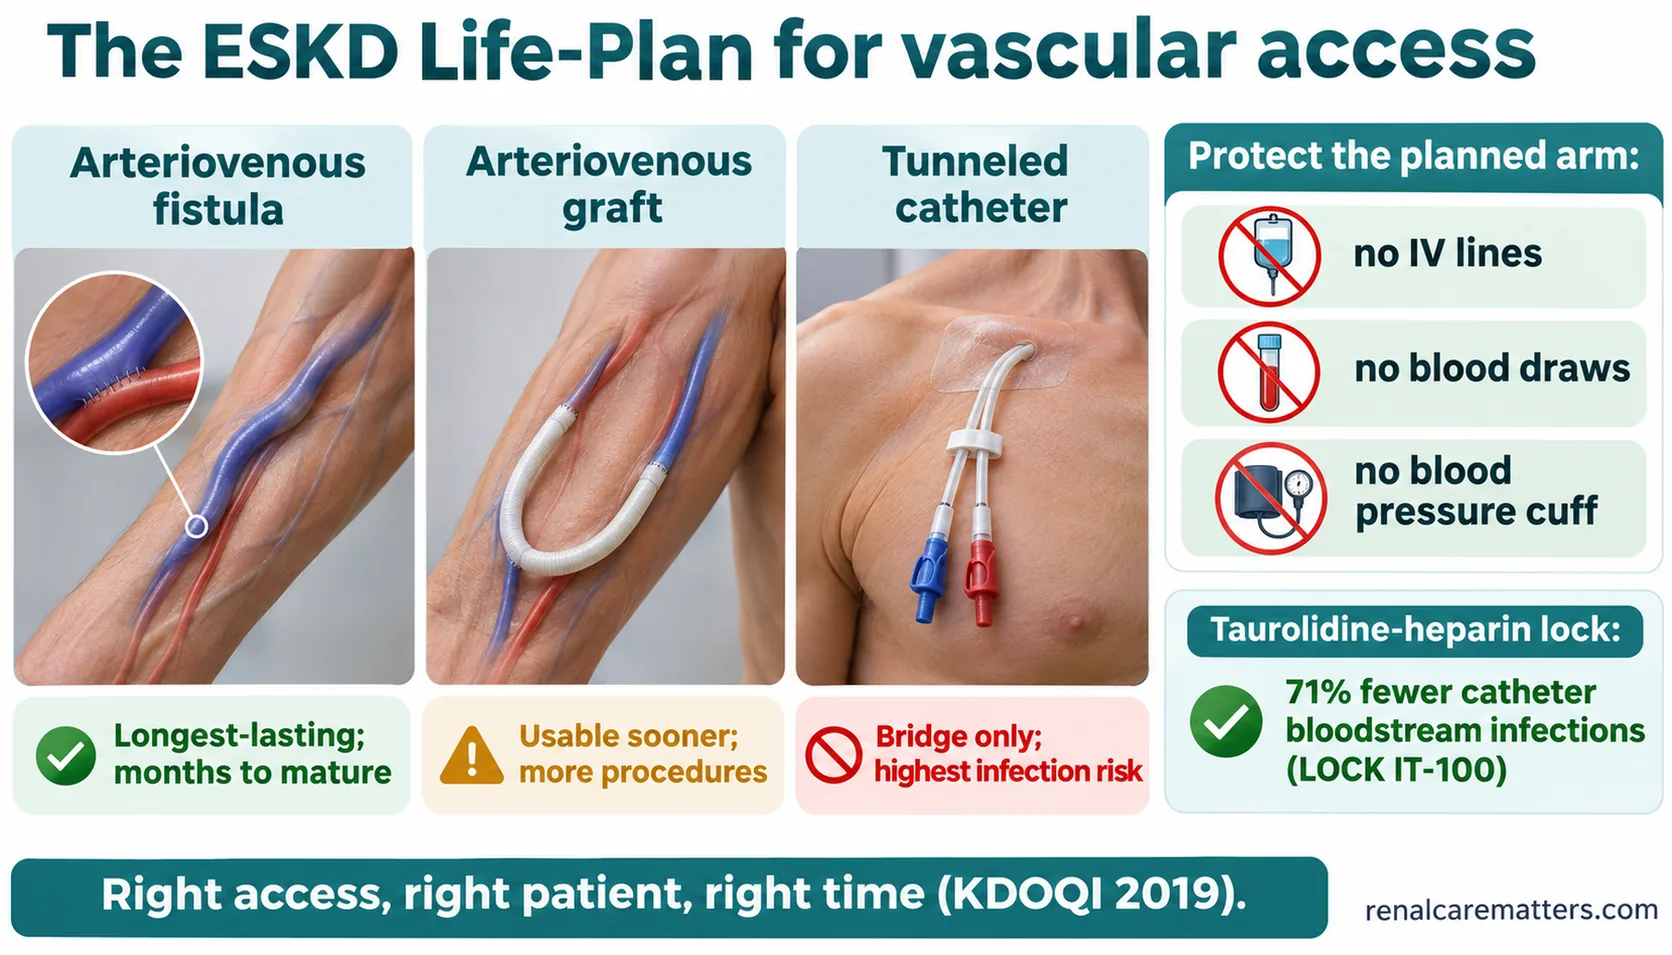 The ESKD Life-Plan for vascular access
Arteriovenous
fistula
Arteriovenous
graft
Tunneled
catheter
Longest-lasting;
months to mature
Usable sooner;
more procedures
Bridge only;
highest infection risk
Protect the planned arm:
no IV lines
no blood draws
no blood
pressure cuff
Taurolidine-heparin lock:
71% fewer catheter
bloodstream infections
(LOCK IT-100)
Right access, right patient, right time (KDOQI 2019).
renalcarematters.com